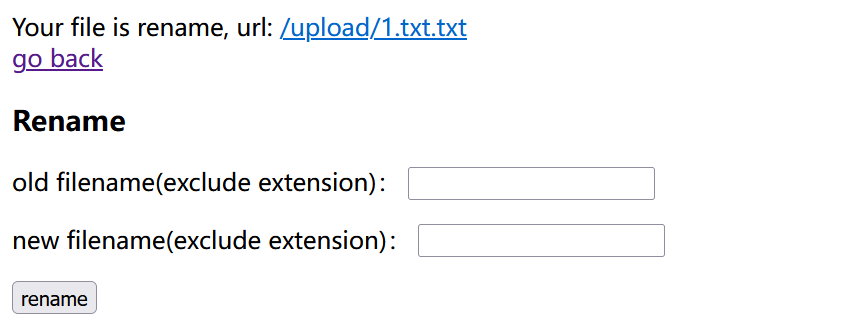 Your file is rename, url: /upload/1.txt.txt
go back
Rename
old filename(exclude extension)：
new filename(exclude extension)：
rename